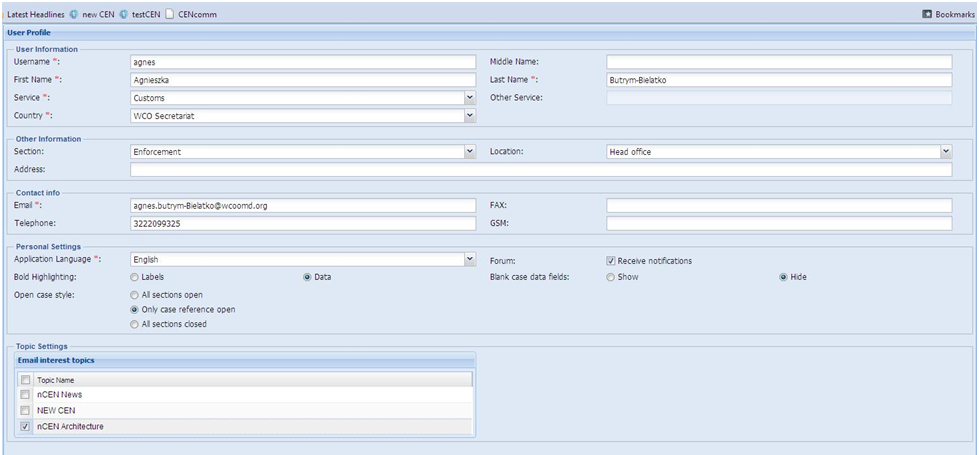 Latest Headlines new CEN testCEN CENcomm Bookmarks
User Profile
User Information
Username *: agnes Middle Name:
First Name *: Agnieszka Last Name *: Butrym-Bielatko
Service *: Customs Other Service:
Country *: WCO Secretariat
Other Information
Section: Enforcement Location: Head office
Address:
Contact info
Email *: agnes.butrym-Bielatko@wcoomd.org FAX:
Telephone: 3222099325 GSM:
Personal Settings
Application Language *: English Forum: Receive notifications
Bold Highlighting: Labels Data Blank case data fields: Show Hide
Open case style: All sections open
Only case reference open
All sections closed
Topic Settings
Email interest topics
Topic Name
nCEN News
NEW CEN
nCEN Architecture